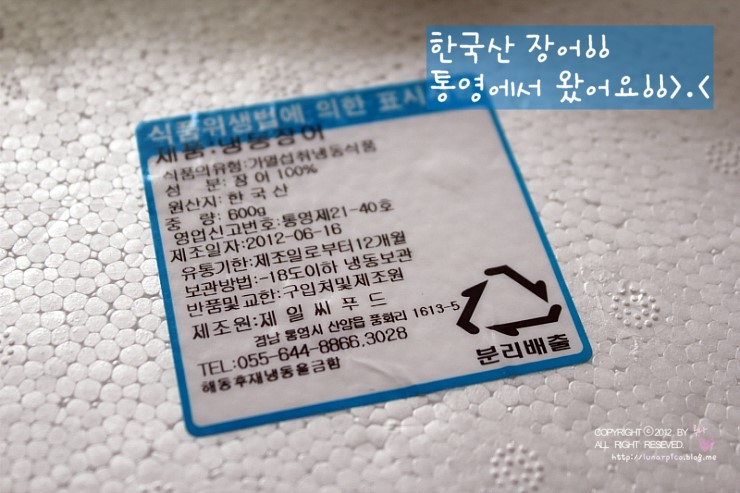 한국산 장어66
통영에서 왔어요66>.<
식품위생법에 의한 표시
제품:냉동장어
식품의유형:가열섭취냉동식품
성 분:장어 100%
원산지:한국산
중 량:600g
영업신고번호:통영제21-40호
제조일자:2012-06-16
유통기한:제조일로부터12개월
보관방법:-18도이하 냉동보관
반품및교환:구입처및제조원
제조원:제일씨푸드
경남 통영시 산양읍 풍화리 1613-5
TEL:055-644-8866.3028
해동후재냉동을금함
분리배출
COPYRIGHT ⓒ 2012. BY
ALL RIGHT RESEVED.
http://lunarpico.blog.me